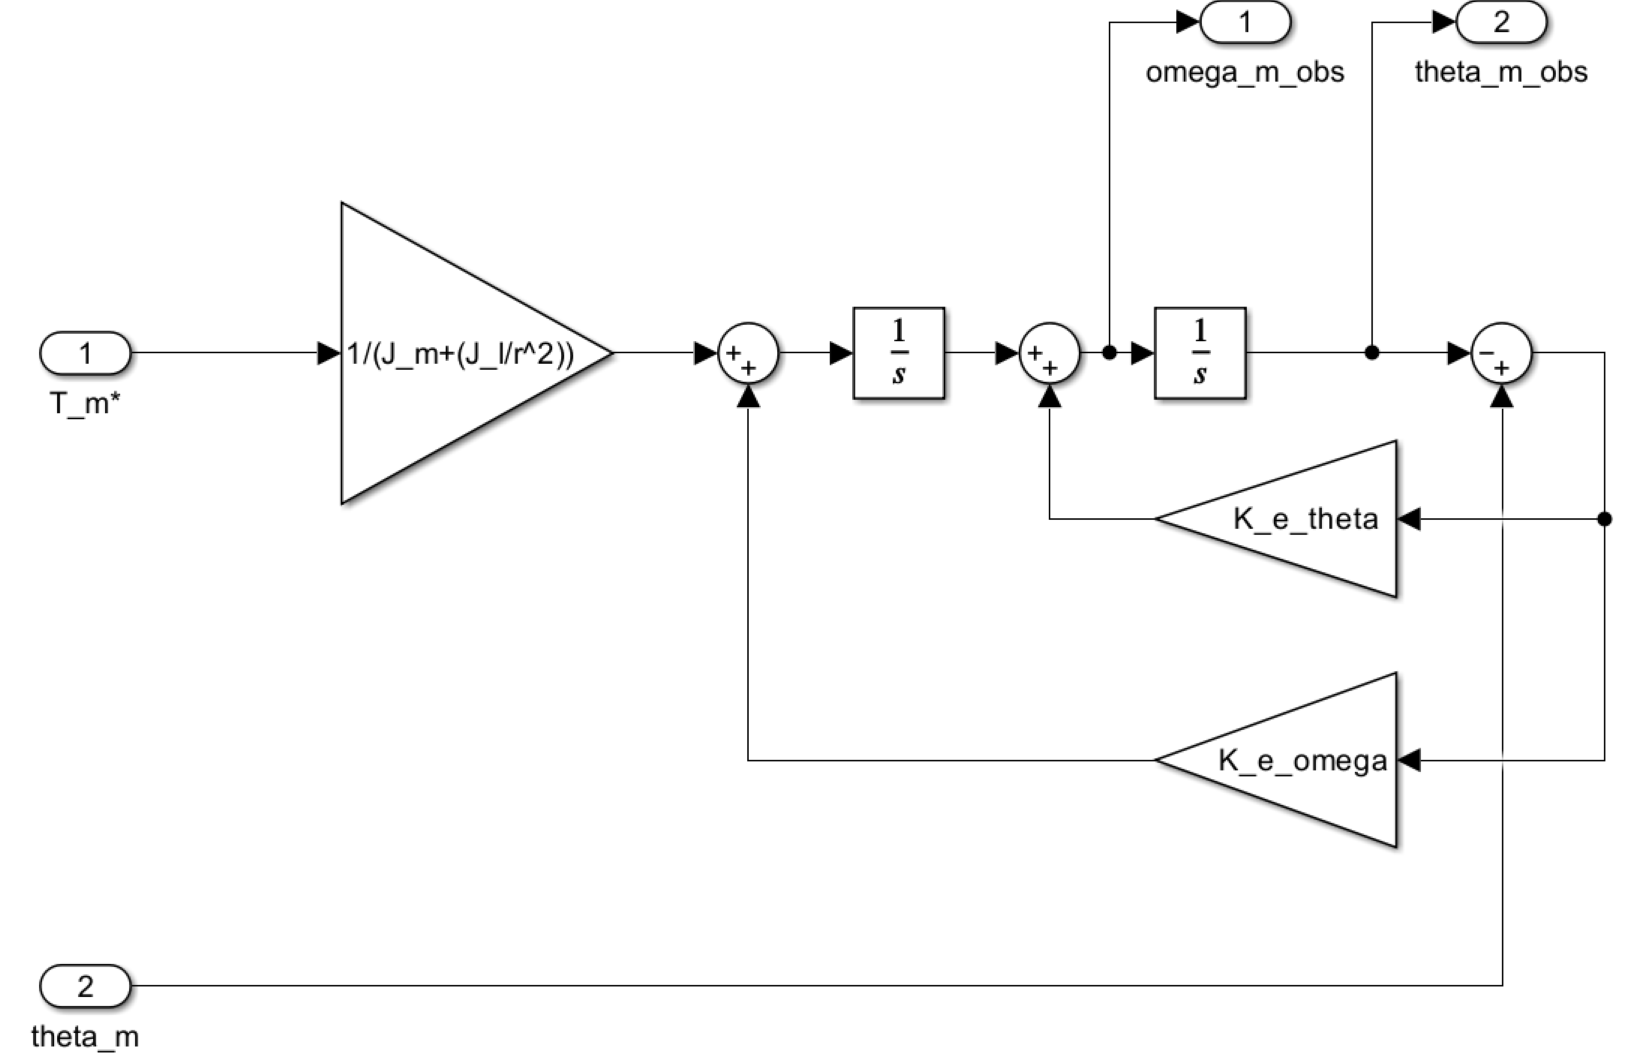 1
omega_m_obs
2
theta_m_obs
1
T_m*
1/(J_m+(J_l/r^2))
+
+
1
s
+
+
1
s
−
+
K_e_theta
K_e_omega
2
theta_m